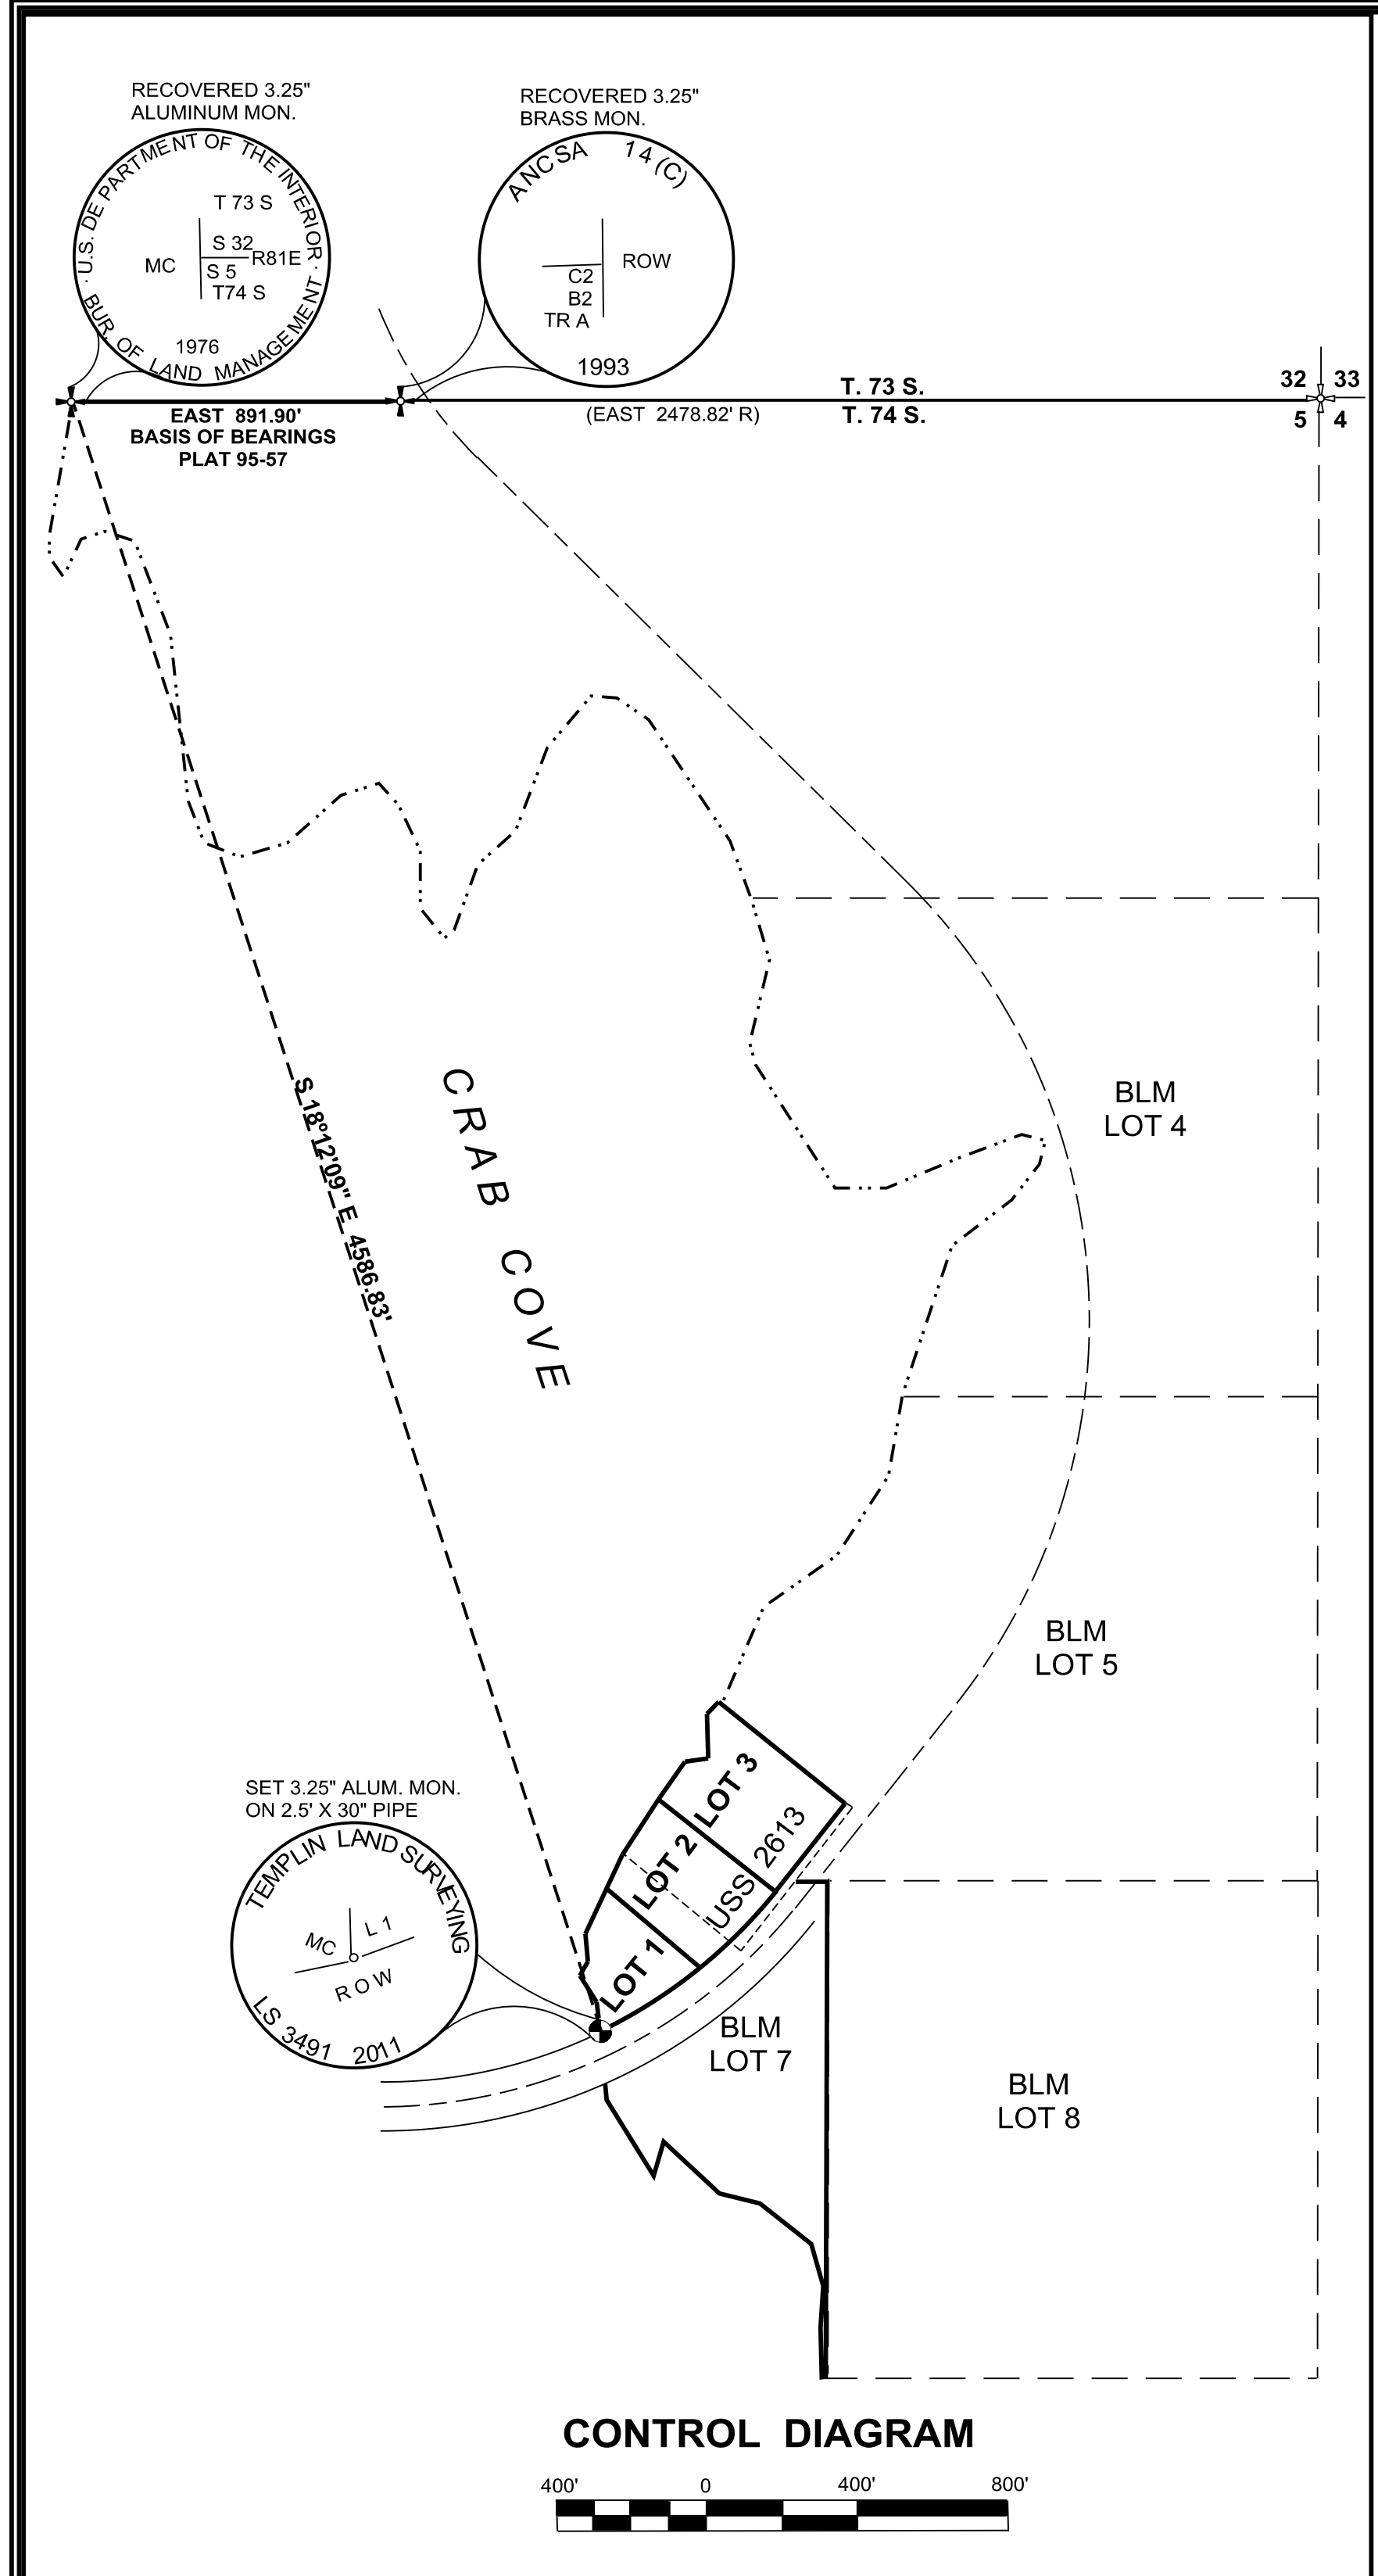 RECOVERED 3.25"
ALUMINUM MON.
U.S. DEPARTMENT OF THE INTERIOR
BUR. OF LAND MANAGEMENT
T 73 S
S 32
R81E
MC
S 5
T74 S
1976
RECOVERED 3.25"
BRASS MON.
ANCSA 14 (C)
ROW
C2
B2
TR A
1993
EAST 891.90'
BASIS OF BEARINGS
PLAT 95-57
(EAST 2478.82' R)
T. 73 S.
T. 74 S.
32 33
5 4
S 18°12'09" E 4586.83'
CRAB COVE
BLM
LOT 4
BLM
LOT 5
LOT 3
LOT 2
LOT 1
USS 2613
SET 3.25" ALUM. MON.
ON 2.5' X 30" PIPE
TEMPLIN LAND SURVEYING
MC
L 1
ROW
LS 3491 2011
BLM
LOT 7
BLM
LOT 8
CONTROL DIAGRAM
400' 0 400' 800'